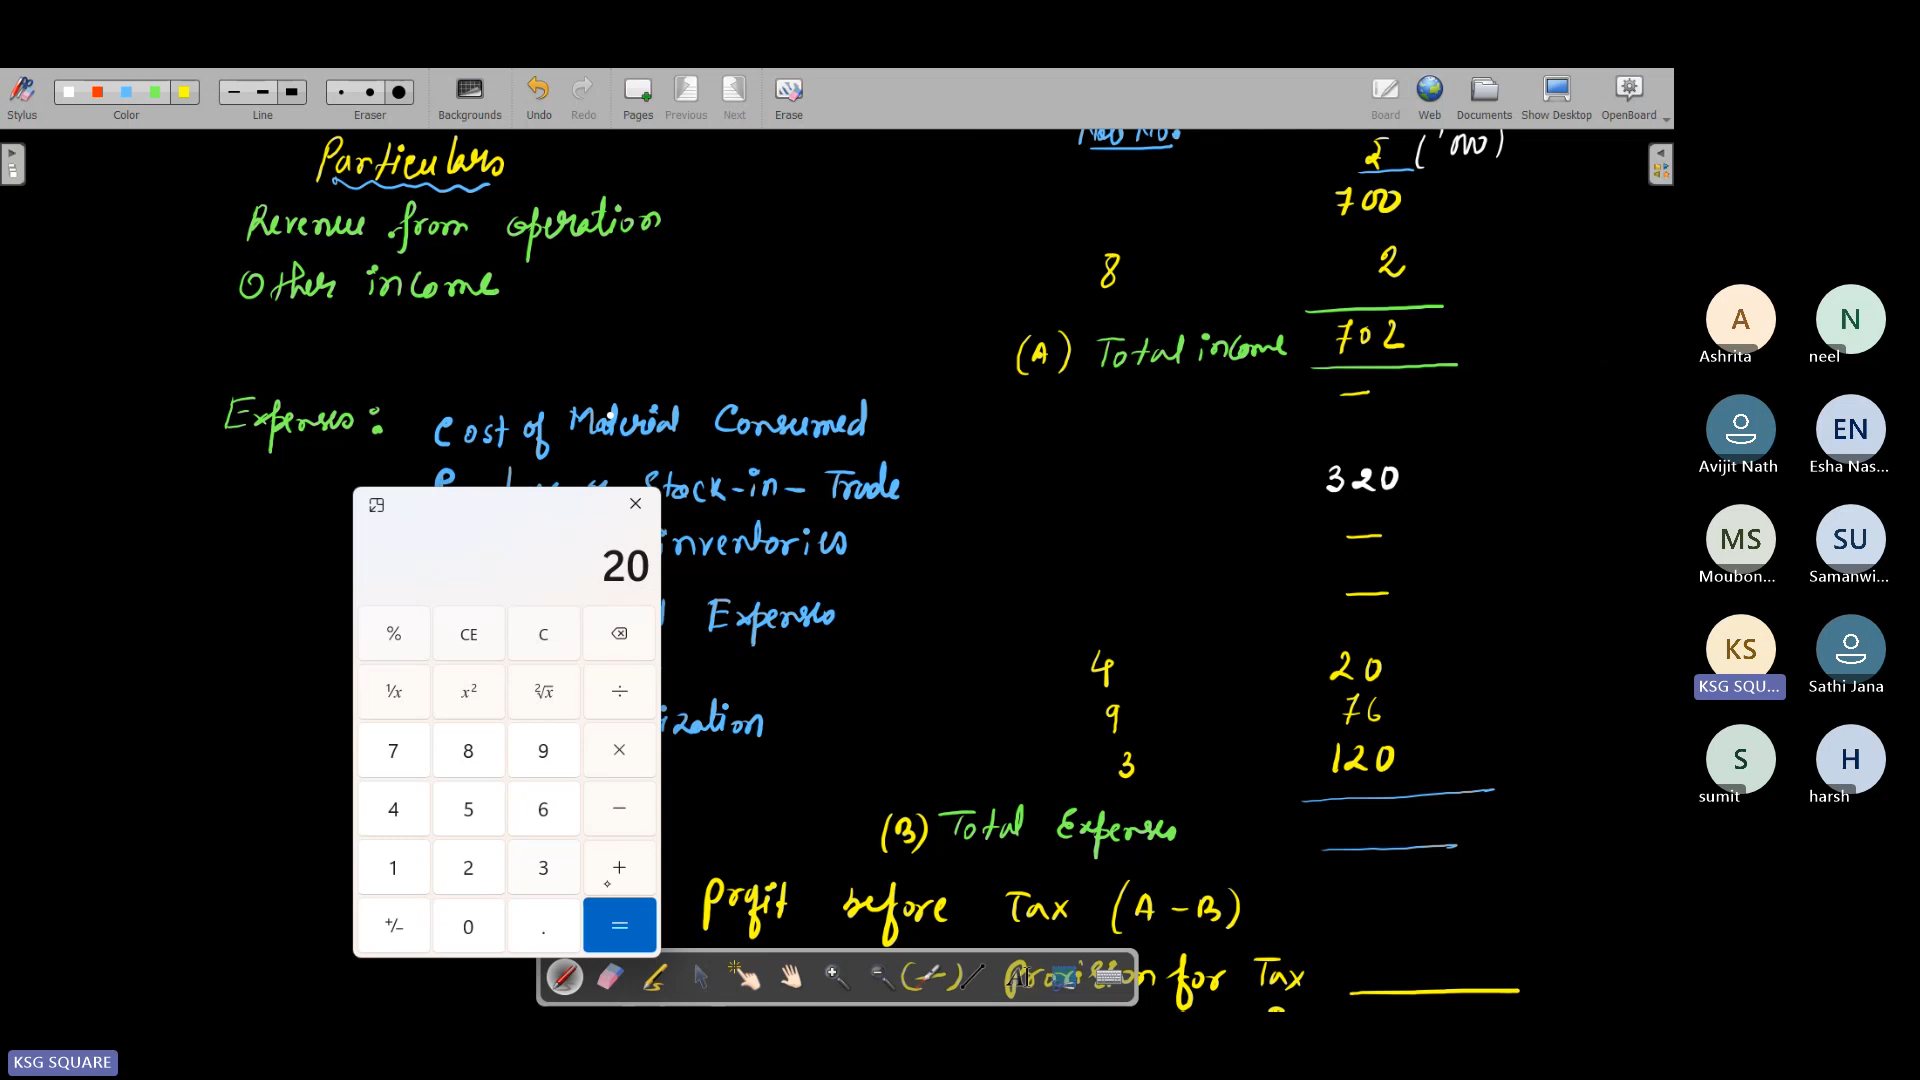 Stylus Color Line Eraser Backgrounds Undo Redo Pages Previous Next Erase Board Web Documents Show Desktop OpenBoard
Particulars ₹ ('000)
Revenue from operation 700
Other income 8 2
(A) Total income 702
—
Expenses: Cost of Material Consumed
Stock-in-Trade 320
inventories —
Expenses —
4 20
ization 9 76
3 120
(B) Total Expenses
Profit before Tax (A-B)
(-) Provision for Tax
20
% CE C
1/x x² ²√x ÷
7 8 9 ×
4 5 6 −
1 2 3 +
+/− 0 . =
A N
Ashrita neel
EN
Avijit Nath Esha Nas...
MS SU
Moubon... Samanwi...
KS
KSG SQU... Sathi Jana
S H
sumit harsh
KSG SQUARE